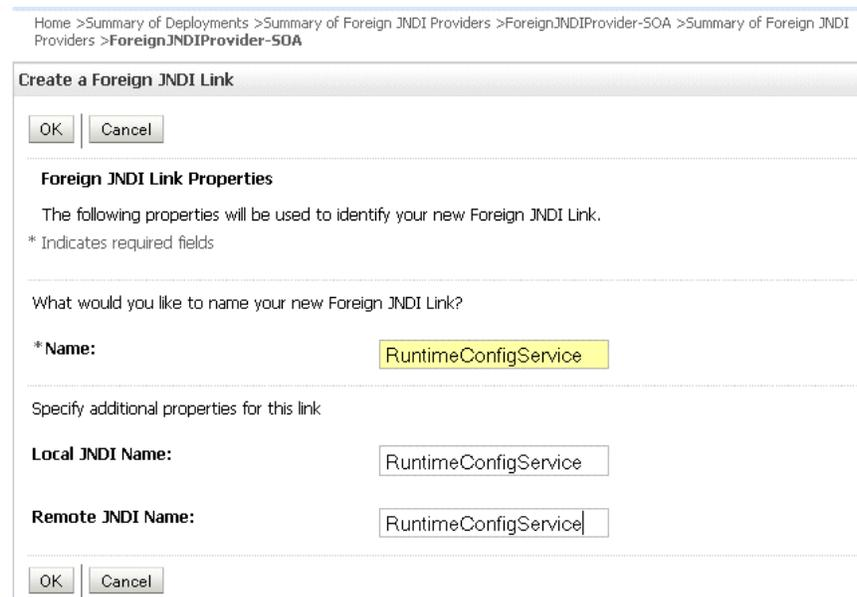 Home >Summary of Deployments >Summary of Foreign JNDI Providers >ForeignJNDIProvider-SOA >Summary of Foreign JNDI
Providers >ForeignJNDIProvider-SOA
Create a Foreign JNDI Link
OK Cancel
Foreign JNDI Link Properties
The following properties will be used to identify your new Foreign JNDI Link.
* Indicates required fields
What would you like to name your new Foreign JNDI Link?
*Name: RuntimeConfigService
Specify additional properties for this link
Local JNDI Name: RuntimeConfigService
Remote JNDI Name: RuntimeConfigService
OK Cancel